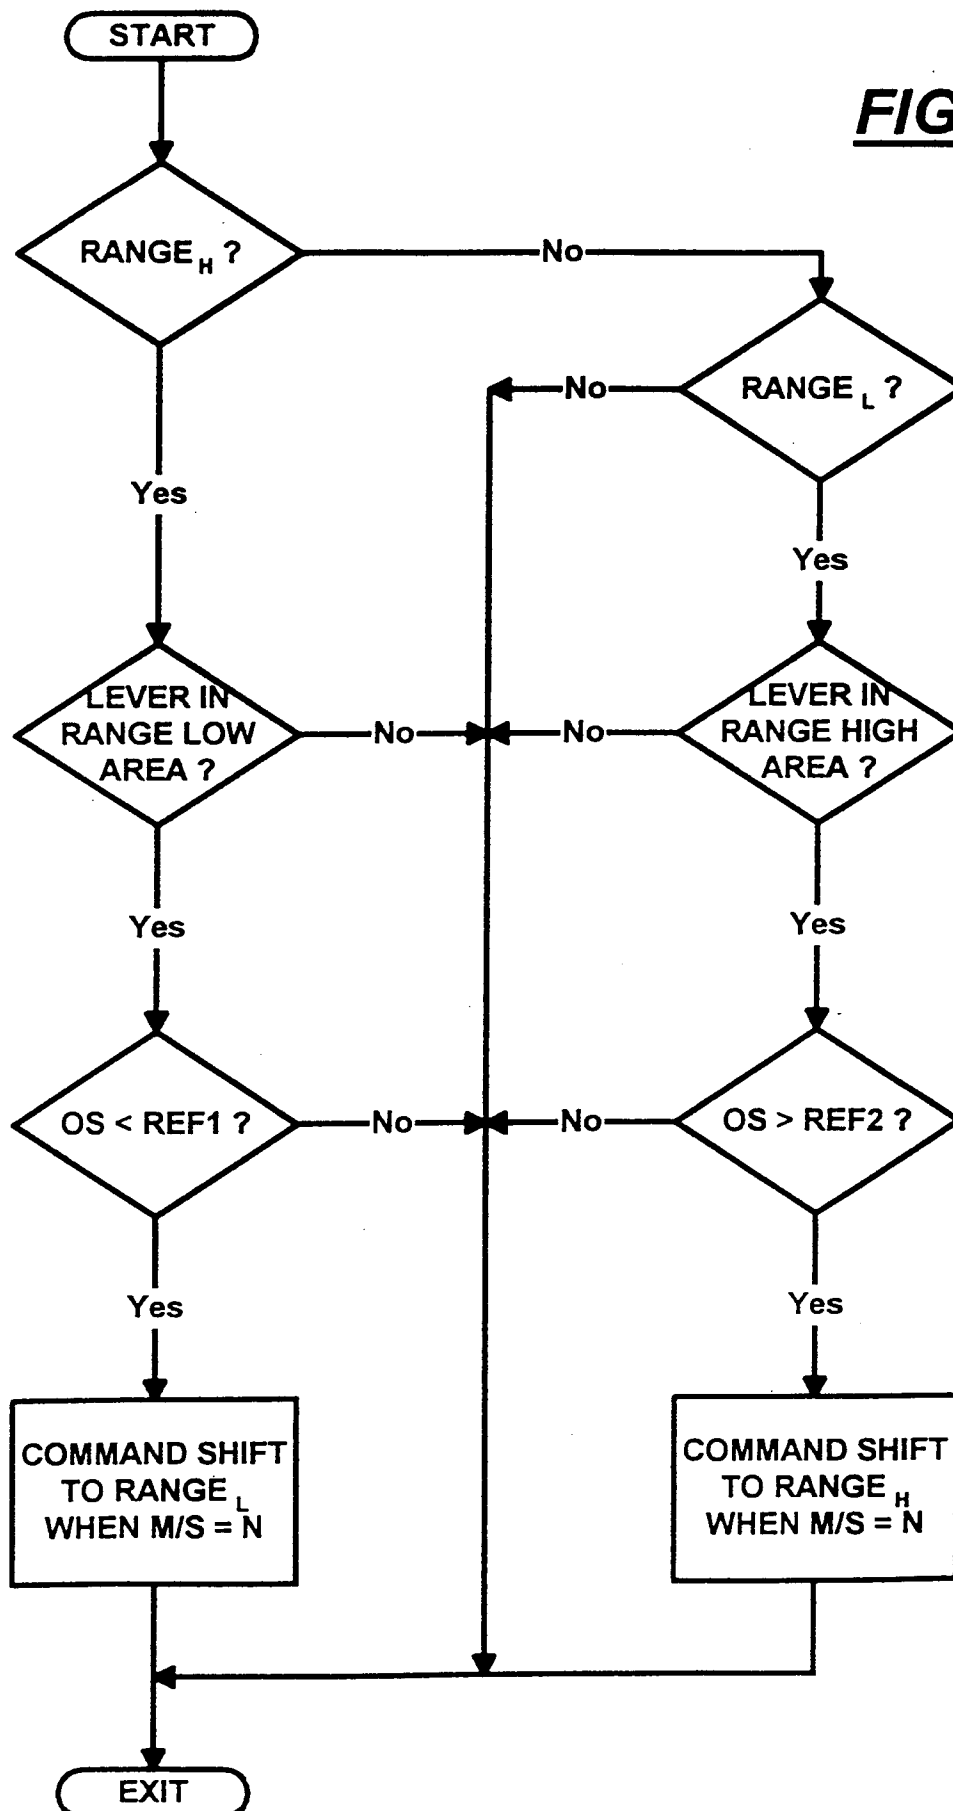 START
FIG
RANGE H ?
No
No
RANGE L ?
Yes
Yes
LEVER IN
RANGE LOW
AREA ?
No
No
LEVER IN
RANGE HIGH
AREA ?
Yes
Yes
OS < REF1 ?
No
No
OS > REF2 ?
Yes
Yes
COMMAND SHIFT
TO RANGE L
WHEN M/S = N
COMMAND SHIFT
TO RANGE H
WHEN M/S = N
EXIT